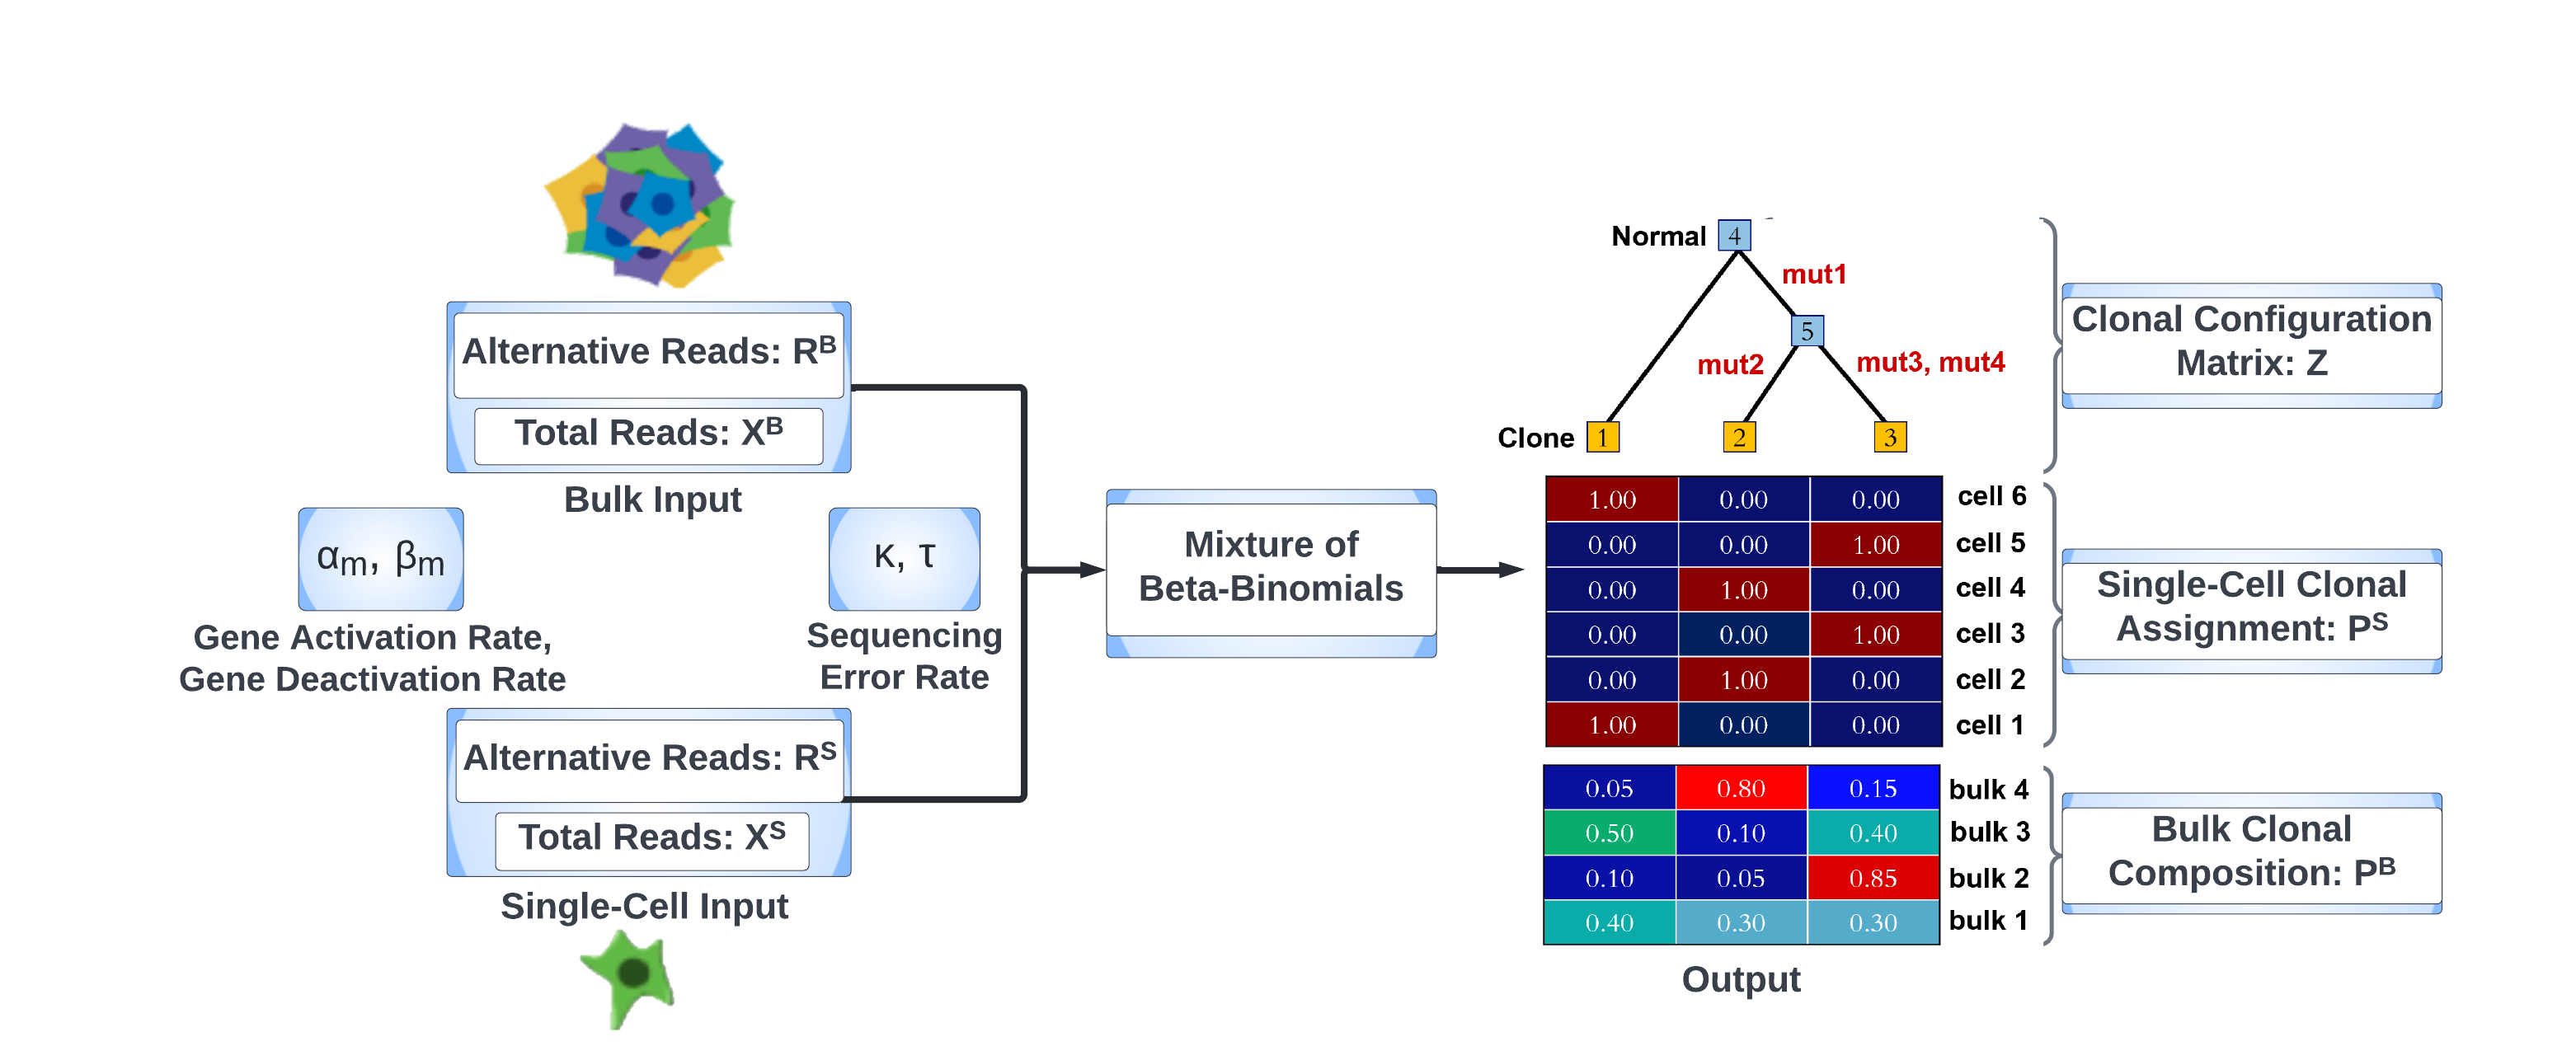 Alternative Reads: Rᴮ
Total Reads: Xᴮ
Bulk Input
αm, βm
Gene Activation Rate,
Gene Deactivation Rate
κ, τ
Sequencing
Error Rate
Alternative Reads: Rˢ
Total Reads: Xˢ
Single-Cell Input
Mixture of
Beta-Binomials
Normal 4
mut1
5
mut2 mut3, mut4
Clone 1 2 3
1.00 0.00 0.00 cell 6
0.00 0.00 1.00 cell 5
0.00 1.00 0.00 cell 4
0.00 0.00 1.00 cell 3
0.00 1.00 0.00 cell 2
1.00 0.00 0.00 cell 1
0.05 0.80 0.15 bulk 4
0.50 0.10 0.40 bulk 3
0.10 0.05 0.85 bulk 2
0.40 0.30 0.30 bulk 1
Output
Clonal Configuration
Matrix: Z
Single-Cell Clonal
Assignment: Pˢ
Bulk Clonal
Composition: Pᴮ